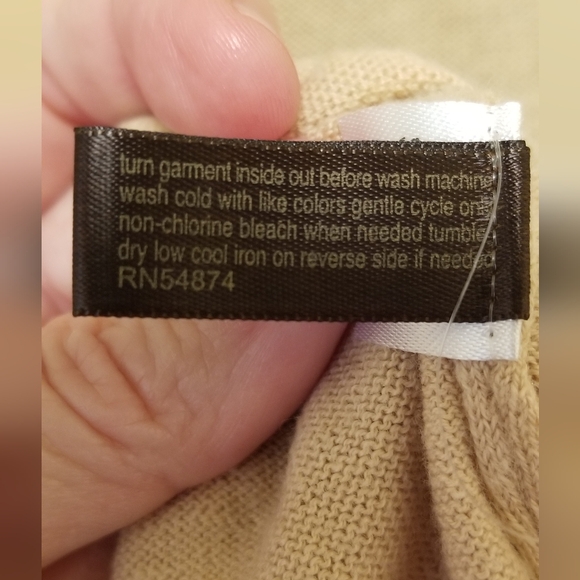 turn garment inside out before wash machine
wash cold with like colors gentle cycle only
non-chlorine bleach when needed tumble
dry low cool iron on reverse side if needed
RN54874